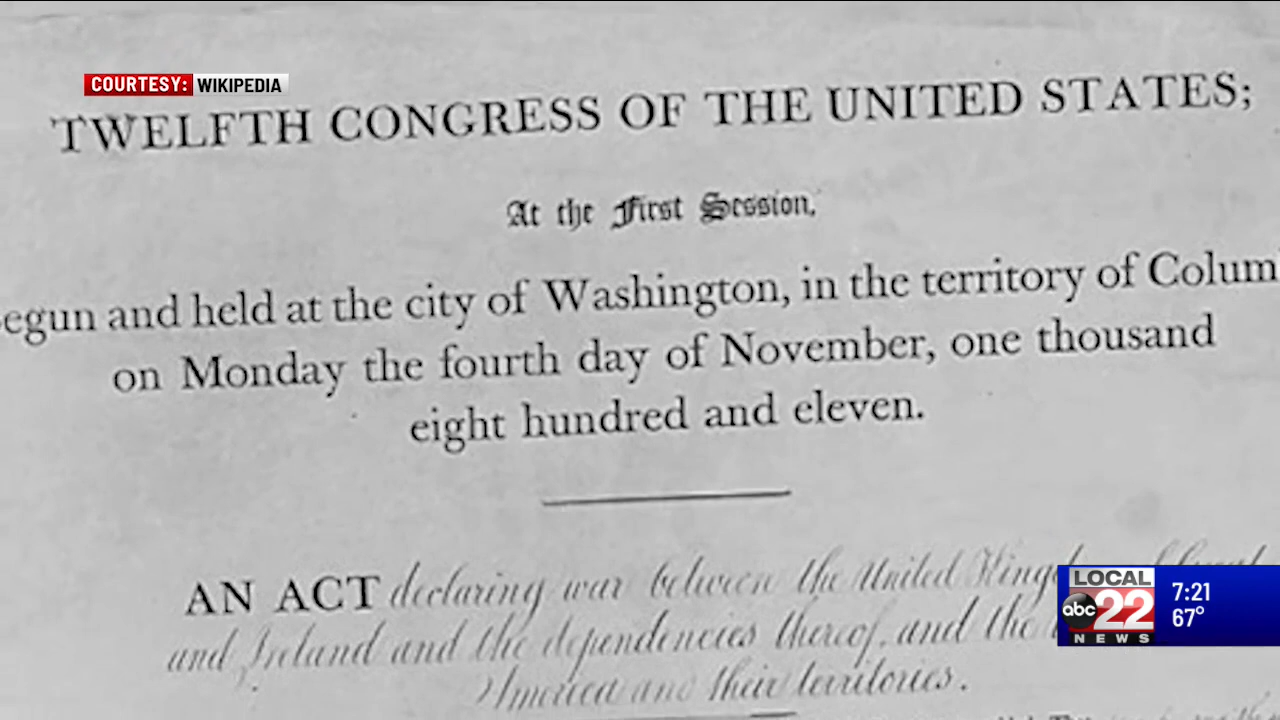 COURTESY: WIKIPEDIA
TWELFTH CONGRESS OF THE UNITED STATES;
At the First Session,
egun and held at the city of Washington, in the territory of Colum
on Monday the fourth day of November, one thousand
eight hundred and eleven.
AN ACT declaring war between the United King
and Ireland and the dependencies thereof, and the
America and their territories.
LOCAL
abc 22
NEWS
7:21
67°